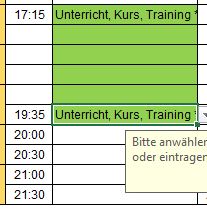 17:15 Unterricht, Kurs, Training *
19:35 Unterricht, Kurs, Training *
20:00
20:30
21:00
21:30
Bitte anwählen
oder eintragen